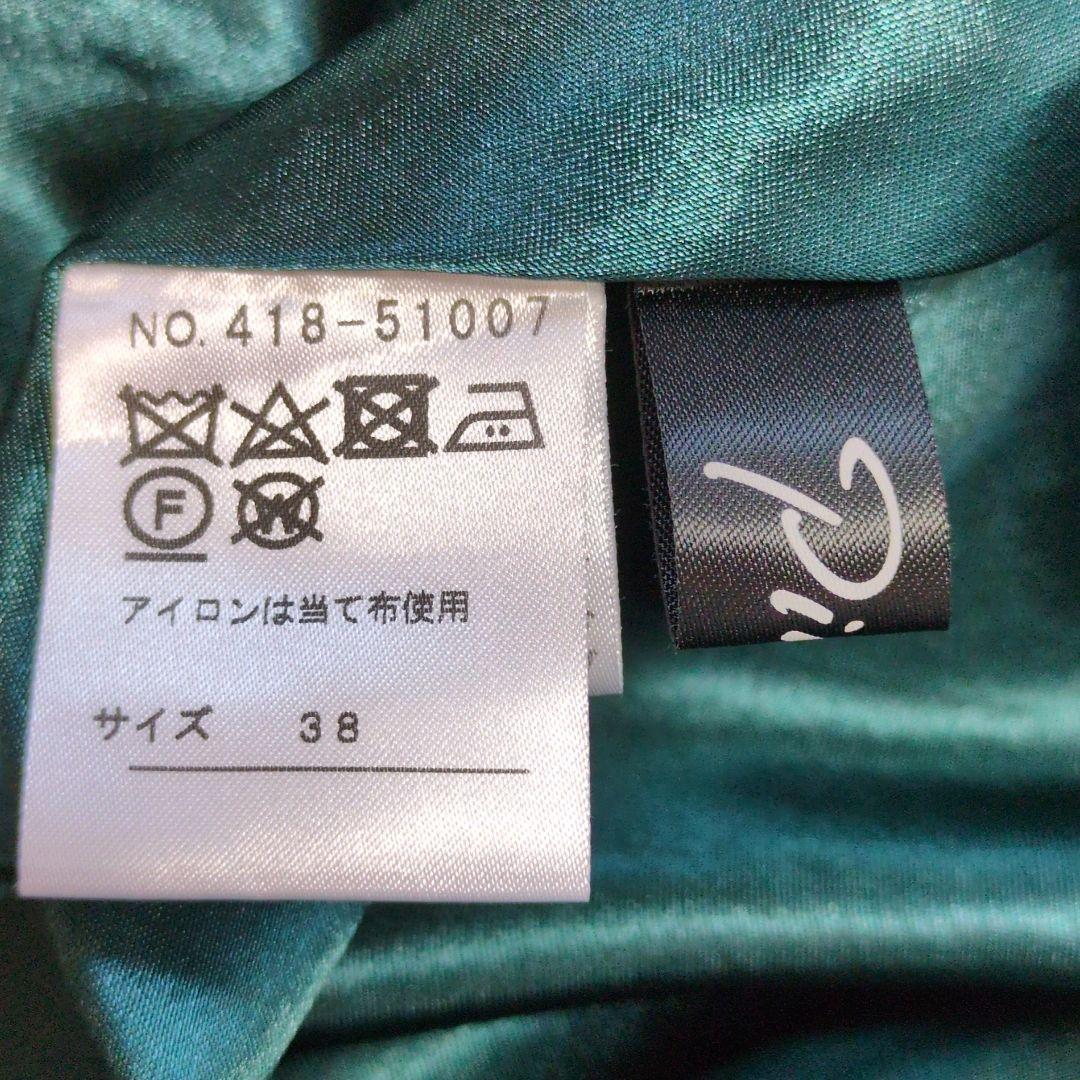 NO. 418-51007
F W
アイロンは当て布使用
サイズ 38